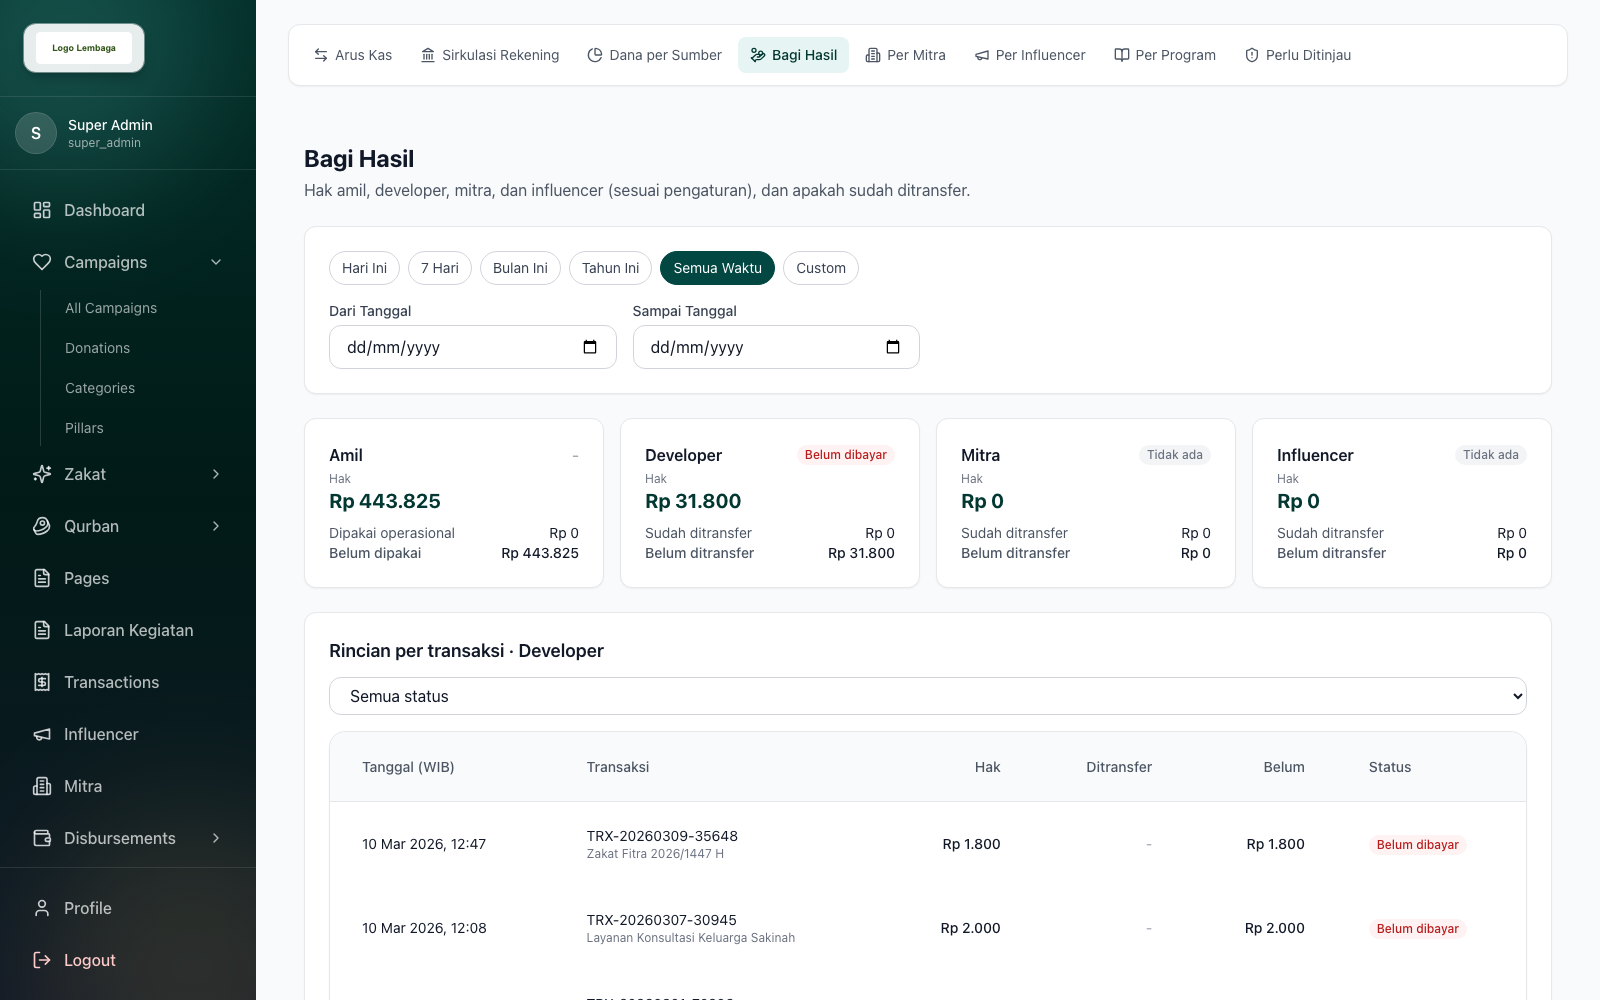 Logo Lembaga
S
Super Admin
super_admin
Dashboard
Campaigns
All Campaigns
Donations
Categories
Pillars
Zakat
Qurban
Pages
Laporan Kegiatan
Transactions
Influencer
Mitra
Disbursements
Profile
Logout
Arus Kas Sirkulasi Rekening Dana per Sumber Bagi Hasil Per Mitra Per Influencer Per Program Perlu Ditinjau
Bagi Hasil
Hak amil, developer, mitra, dan influencer (sesuai pengaturan), dan apakah sudah ditransfer.
Hari Ini 7 Hari Bulan Ini Tahun Ini Semua Waktu Custom
Dari Tanggal Sampai Tanggal
dd/mm/yyyy dd/mm/yyyy
Amil -
Hak
Rp 443.825
Dipakai operasional Rp 0
Belum dipakai Rp 443.825
Developer Belum dibayar
Hak
Rp 31.800
Sudah ditransfer Rp 0
Belum ditransfer Rp 31.800
Mitra Tidak ada
Hak
Rp 0
Sudah ditransfer Rp 0
Belum ditransfer Rp 0
Influencer Tidak ada
Hak
Rp 0
Sudah ditransfer Rp 0
Belum ditransfer Rp 0
Rincian per transaksi · Developer
Semua status
Tanggal (WIB) Transaksi Hak Ditransfer Belum Status
10 Mar 2026, 12:47 TRX-20260309-35648 Rp 1.800 - Rp 1.800 Belum dibayar
Zakat Fitra 2026/1447 H
10 Mar 2026, 12:08 TRX-20260307-30945 Rp 2.000 - Rp 2.000 Belum dibayar
Layanan Konsultasi Keluarga Sakinah